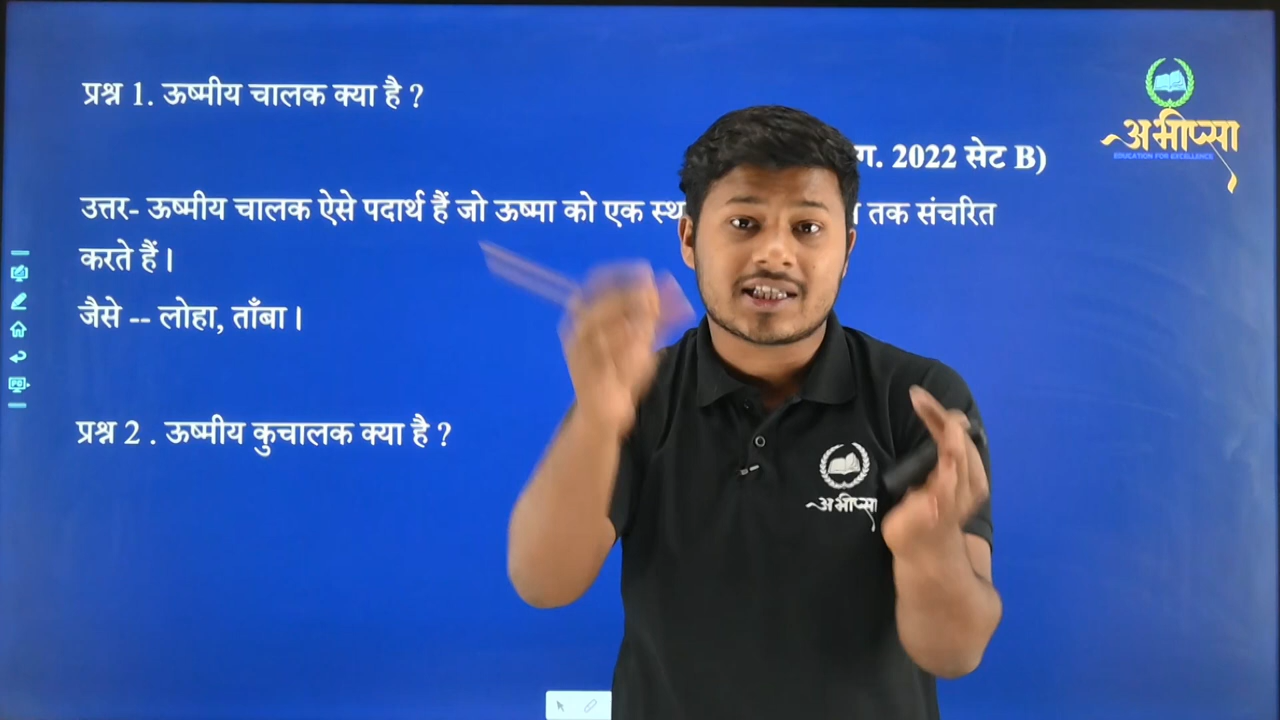 प्रश्न 1. ऊष्मीय चालक क्या है ?
अभीप्सा
EDUCATION FOR EXCELLENCE
2022 सेट B)
उत्तर- ऊष्मीय चालक ऐसे पदार्थ हैं जो ऊष्मा को एक तक संचरित
करते हैं ।
जैसे -- लोहा, ताँबा ।
प्रश्न 2 . ऊष्मीय कुचालक क्या है ?
अभीप्सा